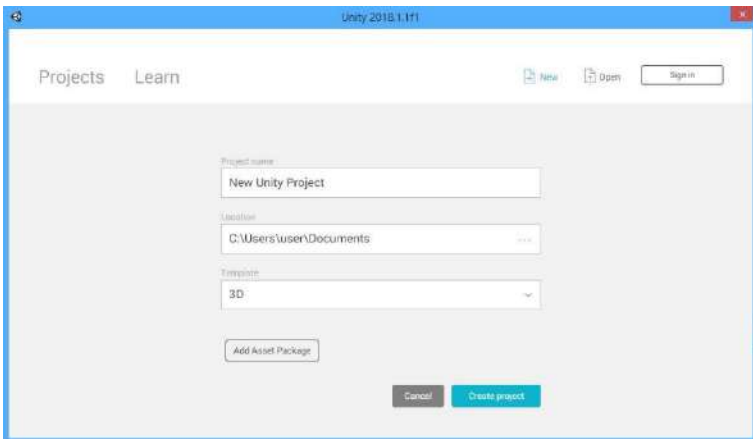 Unity 2018.1.1f1
Projects Learn New Open Sign in
Project name
New Unity Project
Location
C:\Users\user\Documents
Template
3D
Add Asset Package
Cancel Create project